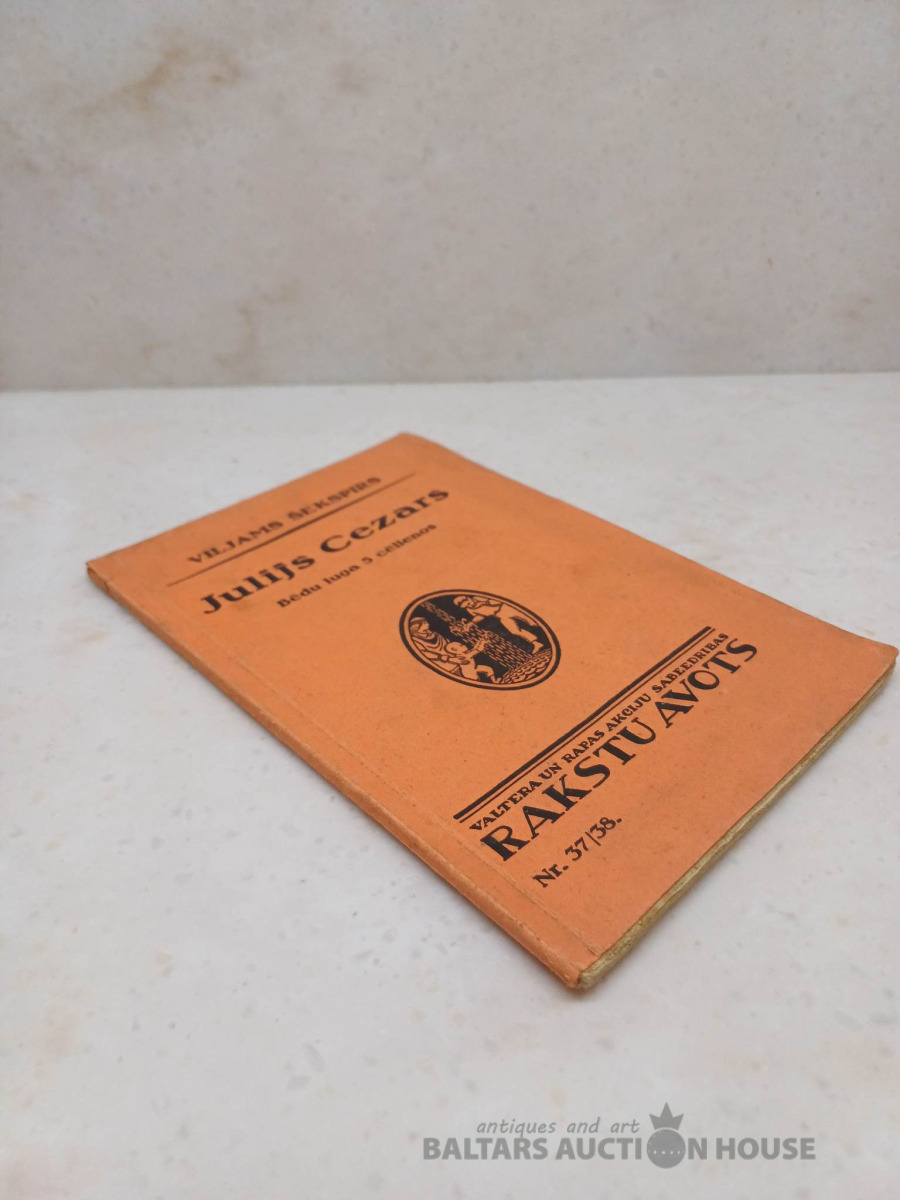 VILJAMS ŠEKSPIRS
Julijs Cezars
Bēdu luga 5 cēlienos
VALTERA UN RAPAS AKCIJU SABEEDRIBAS
RAKSTU AVOTS
Nr. 37/38.
antiques and art
BALTARS AUCTION HOUSE